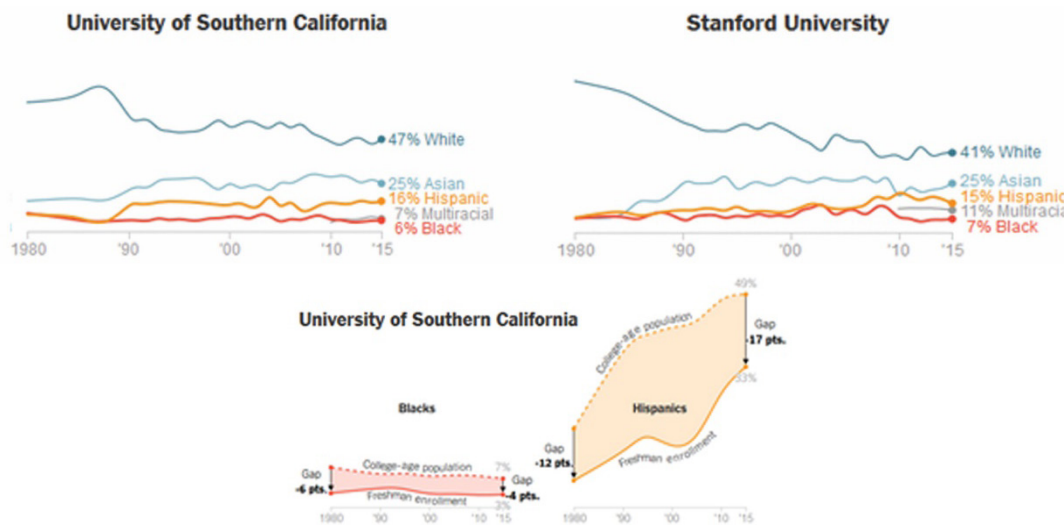 University of Southern California
47% White
25% Asian
16% Hispanic
7% Multiracial
6% Black
1980 '90 '00 '10 '15
Stanford University
41% White
25% Asian
15% Hispanic
11% Multiracial
7% Black
1980 '90 '00 '10 '15
University of Southern California
Blacks
College-age population
7%
Gap
-6 pts.
Gap
-4 pts.
Freshman enrollment
3%
1980 '90 '00 '10 '15
49%
College-age population
Gap
-17 pts.
33%
Hispanics
Gap
-12 pts.
Freshman enrollment
1980 '90 '00 '10 '15